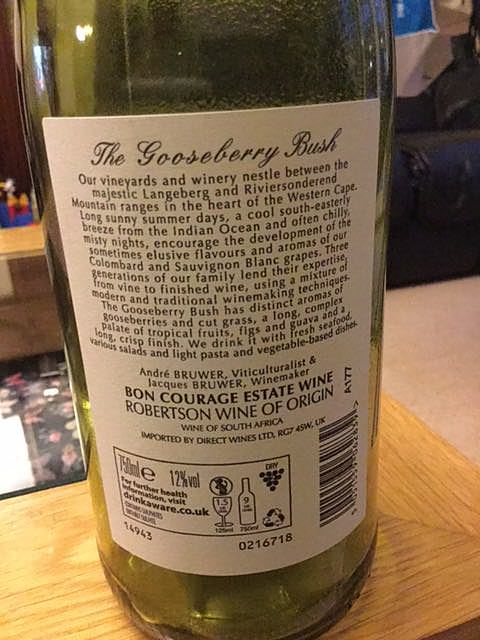 The Gooseberry Bush
Our vineyards and winery nestle between the
majestic Langeberg and Riviersonderend
Mountain ranges in the heart of the Western Cape.
Long sunny summer days, a cool south-easterly
breeze from the Indian Ocean and often chilly,
misty nights, encourage the development of the
sometimes elusive flavours and aromas of our
Colombard and Sauvignon Blanc grapes. Three
generations of our family lend their expertise,
from vine to finished wine, using a mixture of
modern and traditional winemaking techniques.
The Gooseberry Bush has distinct aromas of
gooseberries and cut grass, a long, complex
palate of tropical fruits, figs and guava and a
long, crisp finish. We drink it with fresh seafood,
various salads and light pasta and vegetable-based dishes.
André BRUWER, Viticulturalist &
Jacques BRUWER, Winemaker
BON COURAGE ESTATE WINE
ROBERTSON WINE OF ORIGIN
WINE OF SOUTH AFRICA
IMPORTED BY DIRECT WINES LTD, RG7 4SW, UK
A177
750ml e 12%vol
For further health
information, visit
drinkaware.co.uk
CONTAINS SULPHITES
1.5
125ml
9
750ml
DRY
14943
0216718